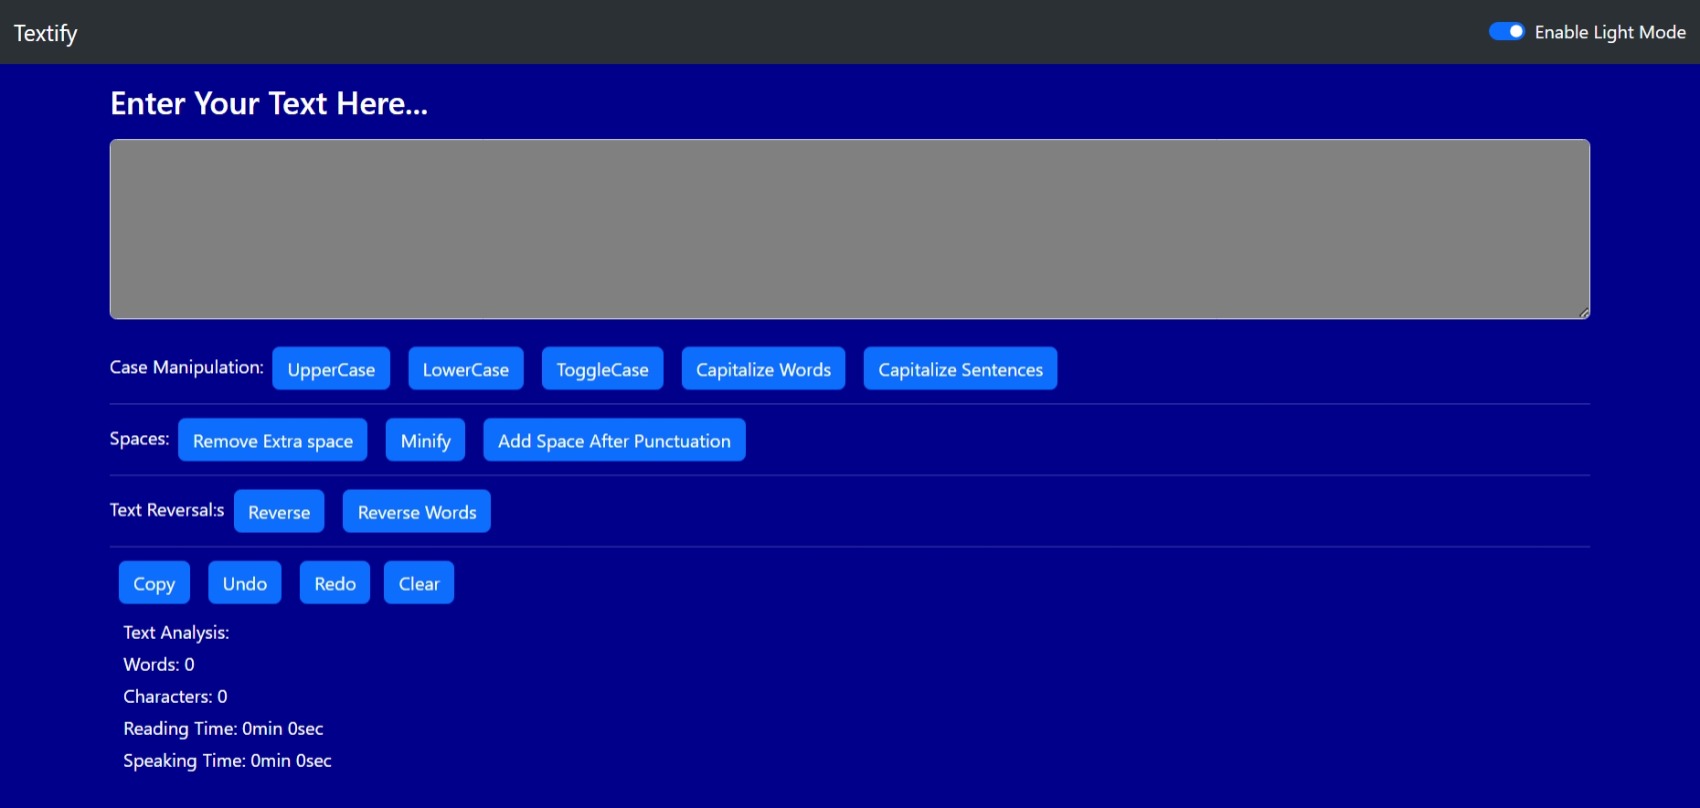 Textify Enable Light Mode
Enter Your Text Here...
Case Manipulation: UpperCase LowerCase ToggleCase Capitalize Words Capitalize Sentences
Spaces: Remove Extra space Minify Add Space After Punctuation
Text Reversal:s Reverse Reverse Words
Copy Undo Redo Clear
Text Analysis:
Words: 0
Characters: 0
Reading Time: 0min 0sec
Speaking Time: 0min 0sec